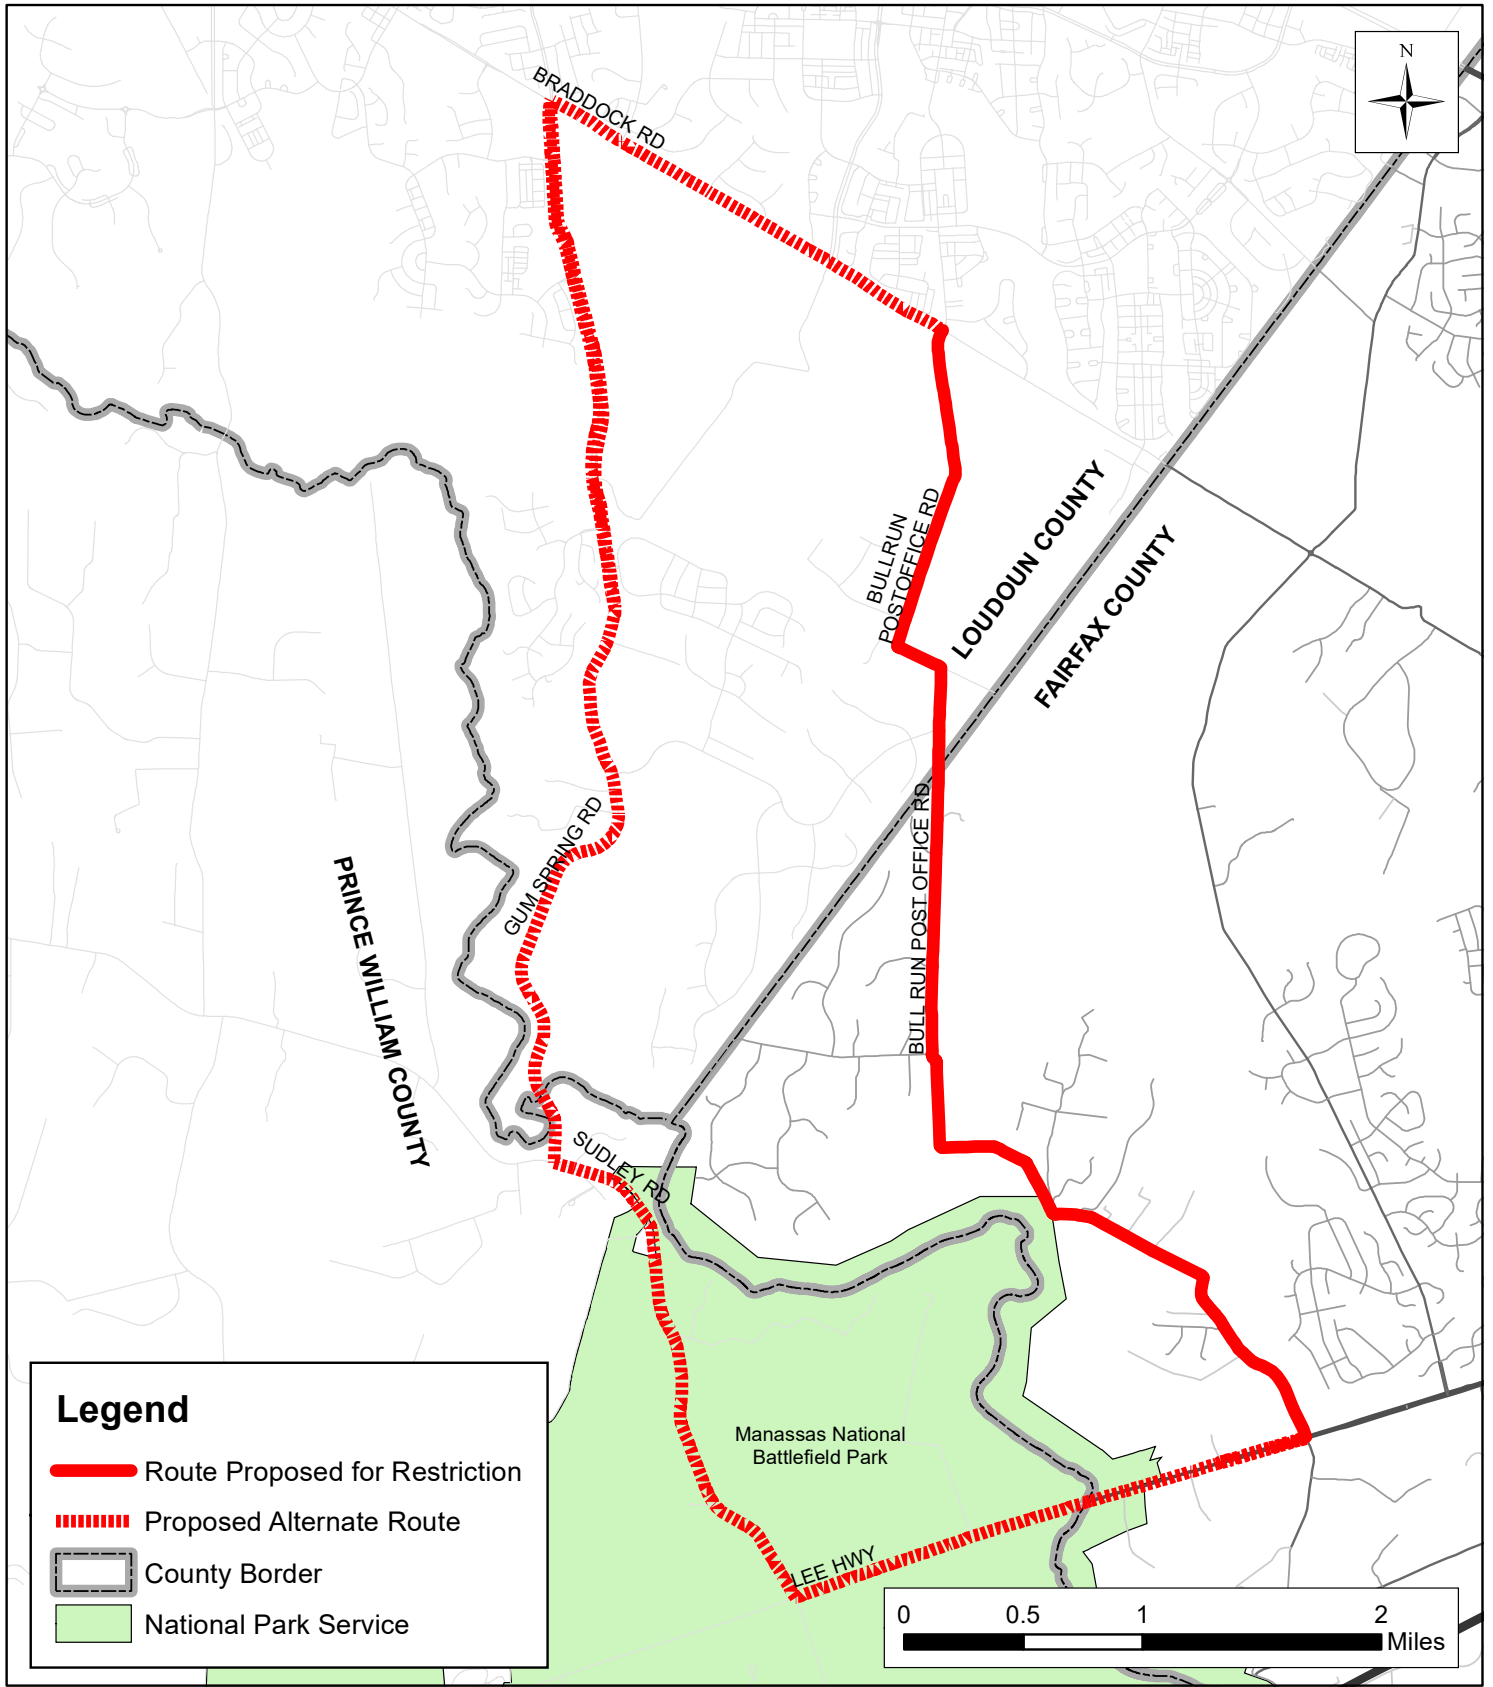 N
BRADDOCK RD
BULLRUN
POSTOFFICE RD
LOUDOUN COUNTY
FAIRFAX COUNTY
BULL RUN POST OFFICE RD
GUM SPRING RD
PRINCE WILLIAM COUNTY
SUDLEY RD
Manassas National
Battlefield Park
LEE HWY
Legend
Route Proposed for Restriction
Proposed Alternate Route
County Border
National Park Service
0 0.5 1 2
Miles